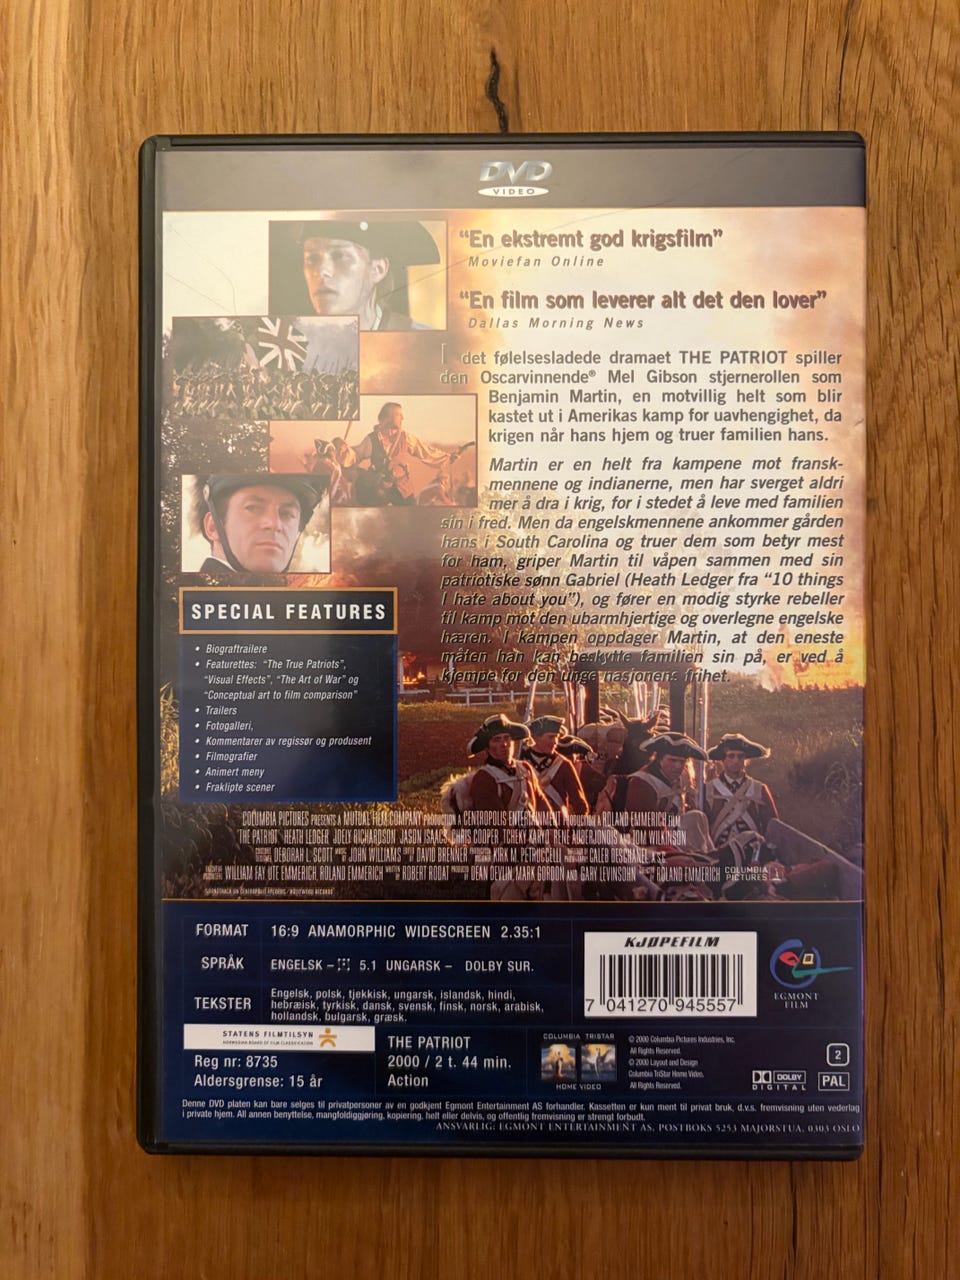 DVD
VIDEO
“En ekstremt god krigsfilm”
Moviefan Online
“En film som leverer alt det den lover”
Dallas Morning News
I det følelsesladede dramaet THE PATRIOT spiller
den Oscarvinnende® Mel Gibson stjernerollen som
Benjamin Martin, en motvillig helt som blir
kastet ut i Amerikas kamp for uavhengighet, da
krigen når hans hjem og truer familien hans.
Martin er en helt fra kampene mot fransk-
mennene og indianerne, men har sverget aldri
mer å dra i krig, for i stedet å leve med familien
sin i fred. Men da engelskmennene ankommer gården
hans i South Carolina og truer dem som betyr mest
for ham, griper Martin til våpen sammen med sin
patriotiske sønn Gabriel (Heath Ledger fra “10 things
I hate about you”), og fører en modig styrke rebeller
til kamp mot den ubarmhjertige og overlegne engelske
hæren. I kampen oppdager Martin, at den eneste
måten han kan beskytte familien sin på, er ved å
kjempe for den unge nasjonens frihet.
SPECIAL FEATURES
• Biograftrailere
• Featurettes: “The True Patriots”,
“Visual Effects”, “The Art of War” og
“Conceptual art to film comparison”
• Trailers
• Fotogalleri,
• Kommentarer av regissør og produsent
• Filmografier
• Animert meny
• Fraklipte scener
COLUMBIA PICTURES PRESENTS A MUTUAL FILM COMPANY PRODUCTION A CENTROPOLIS ENTERTAINMENT PRODUCTION A ROLAND EMMERICH FILM
'THE PATRIOT' HEATH LEDGER JOELY RICHARDSON JASON ISAACS CHRIS COOPER TCHEKY KARYO RENE AUBERJONOIS AND TOM WILKINSON
DEBORAH L. SCOTT MUSIC BY JOHN WILLIAMS DAVID BRENNER KIRK M. PETRUCCELLI CALEB DESCHANEL A.S.C.
WILLIAM FAY UTE EMMERICH, ROLAND EMMERICH ROBERT RODAT DEAN DEVLIN, MARK GORDON AND GARY LEVINSOHN ROLAND EMMERICH
COLUMBIA
PICTURES
FORMAT 16:9 ANAMORPHIC WIDESCREEN 2.35:1
SPRÅK ENGELSK – 5.1 UNGARSK – DOLBY SUR.
TEKSTER Engelsk, polsk, tjekkisk, ungarsk, islandsk, hindi,
hebræisk, tyrkisk, dansk, svensk, finsk, norsk, arabisk,
hollandsk, bulgarsk, græsk.
KJØPEFILM
7 041270 945557
EGMONT
FILM
STATENS FILMTILSYN
NORWEGIAN BOARD OF FILM CLASSIFICATION
Reg nr: 8735
Aldersgrense: 15 år
THE PATRIOT
2000 / 2 t. 44 min.
Action
COLUMBIA TRISTAR
HOME VIDEO
© 2000 Columbia Pictures Industries, Inc.
All Rights Reserved.
© 2000 Layout and Design
Columbia TriStar Home Video.
All Rights Reserved.
DOLBY
DIGITAL
2
PAL
Denne DVD platen kan bare selges til privatpersoner av en godkjent Egmont Entertainment AS forhandler. Kassetten er kun ment til privat bruk, d.v.s. fremvisning uten vederlag
i private hjem. All annen benyttelse, mangfoldiggjøring, kopiering, helt eller delvis, og offentlig fremvisning er strengt forbudt.
ANSVARLIG: EGMONT ENTERTAINMENT AS, POSTBOKS 5253 MAJORSTUA, 0303 OSLO